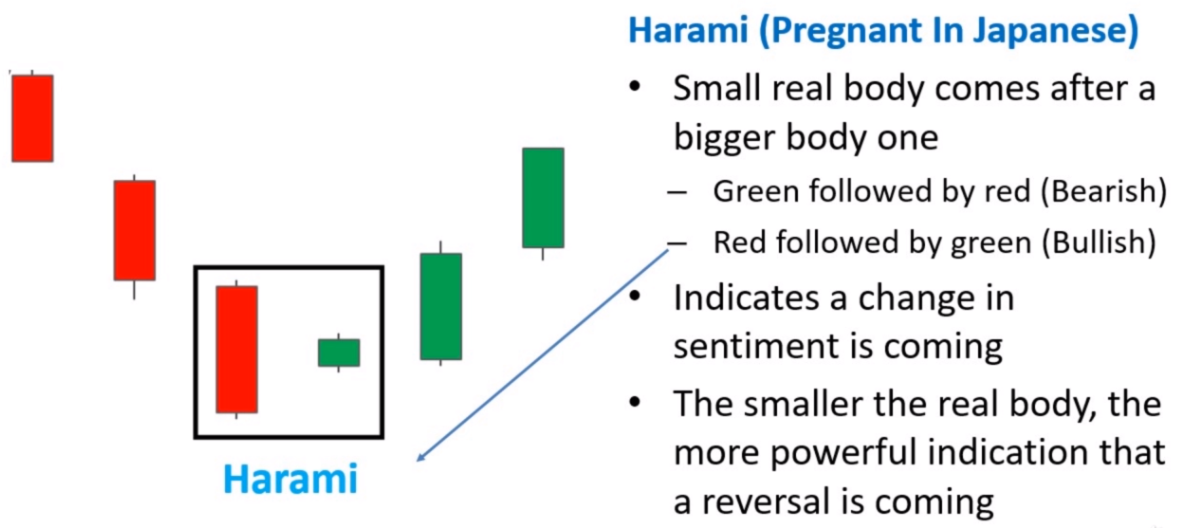 Harami (Pregnant In Japanese)
• Small real body comes after a
bigger body one
– Green followed by red (Bearish)
– Red followed by green (Bullish)
• Indicates a change in
sentiment is coming
• The smaller the real body, the
more powerful indication that
a reversal is coming
Harami